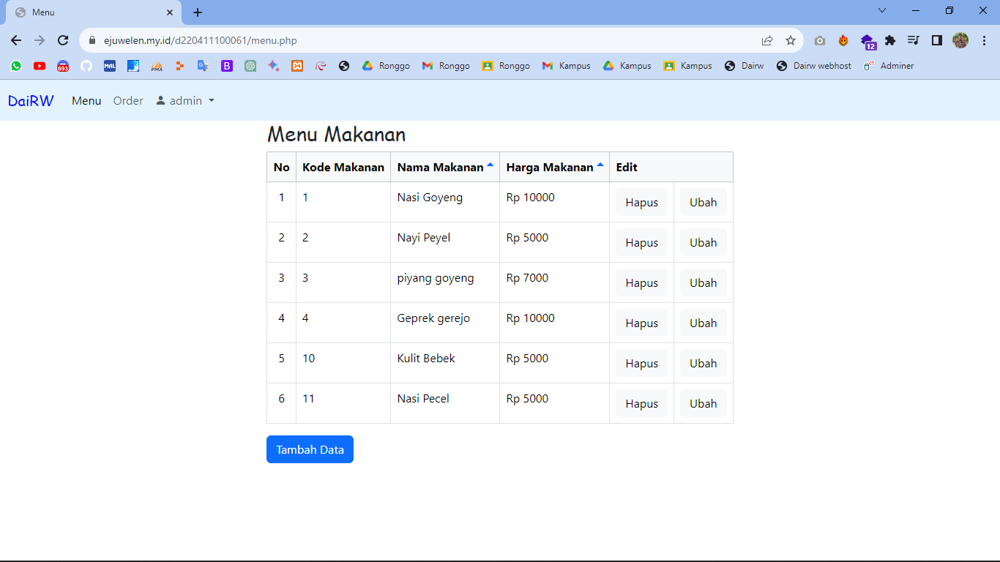 Menu
ejuwelen.my.id/d220411100061/menu.php
12
693 MAL PMA B Ronggo Ronggo Ronggo Kampus Kampus Kampus Dairw Dairw webhost Adminer
DaiRW Menu Order admin
Menu Makanan
No Kode Makanan Nama Makanan Harga Makanan Edit
1 1 Nasi Goyeng Rp 10000 Hapus Ubah
2 2 Nayi Peyel Rp 5000 Hapus Ubah
3 3 piyang goyeng Rp 7000 Hapus Ubah
4 4 Geprek gerejo Rp 10000 Hapus Ubah
5 10 Kulit Bebek Rp 5000 Hapus Ubah
6 11 Nasi Pecel Rp 5000 Hapus Ubah
Tambah Data